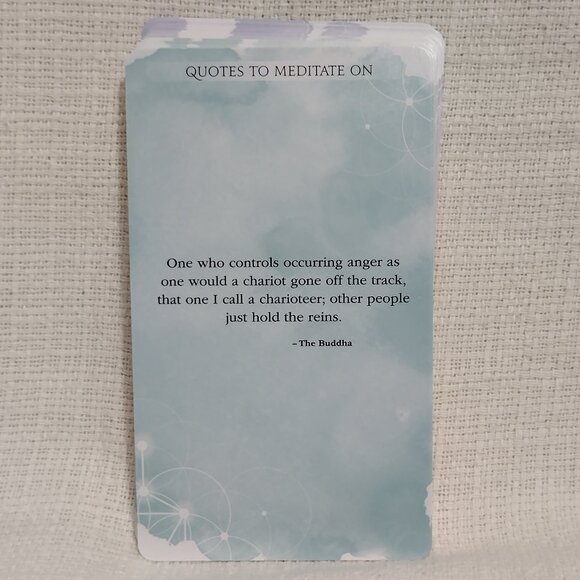 QUOTES TO MEDITATE ON
One who controls occurring anger as
one would a chariot gone off the track,
that one I call a charioteer; other people
just hold the reins.
– The Buddha